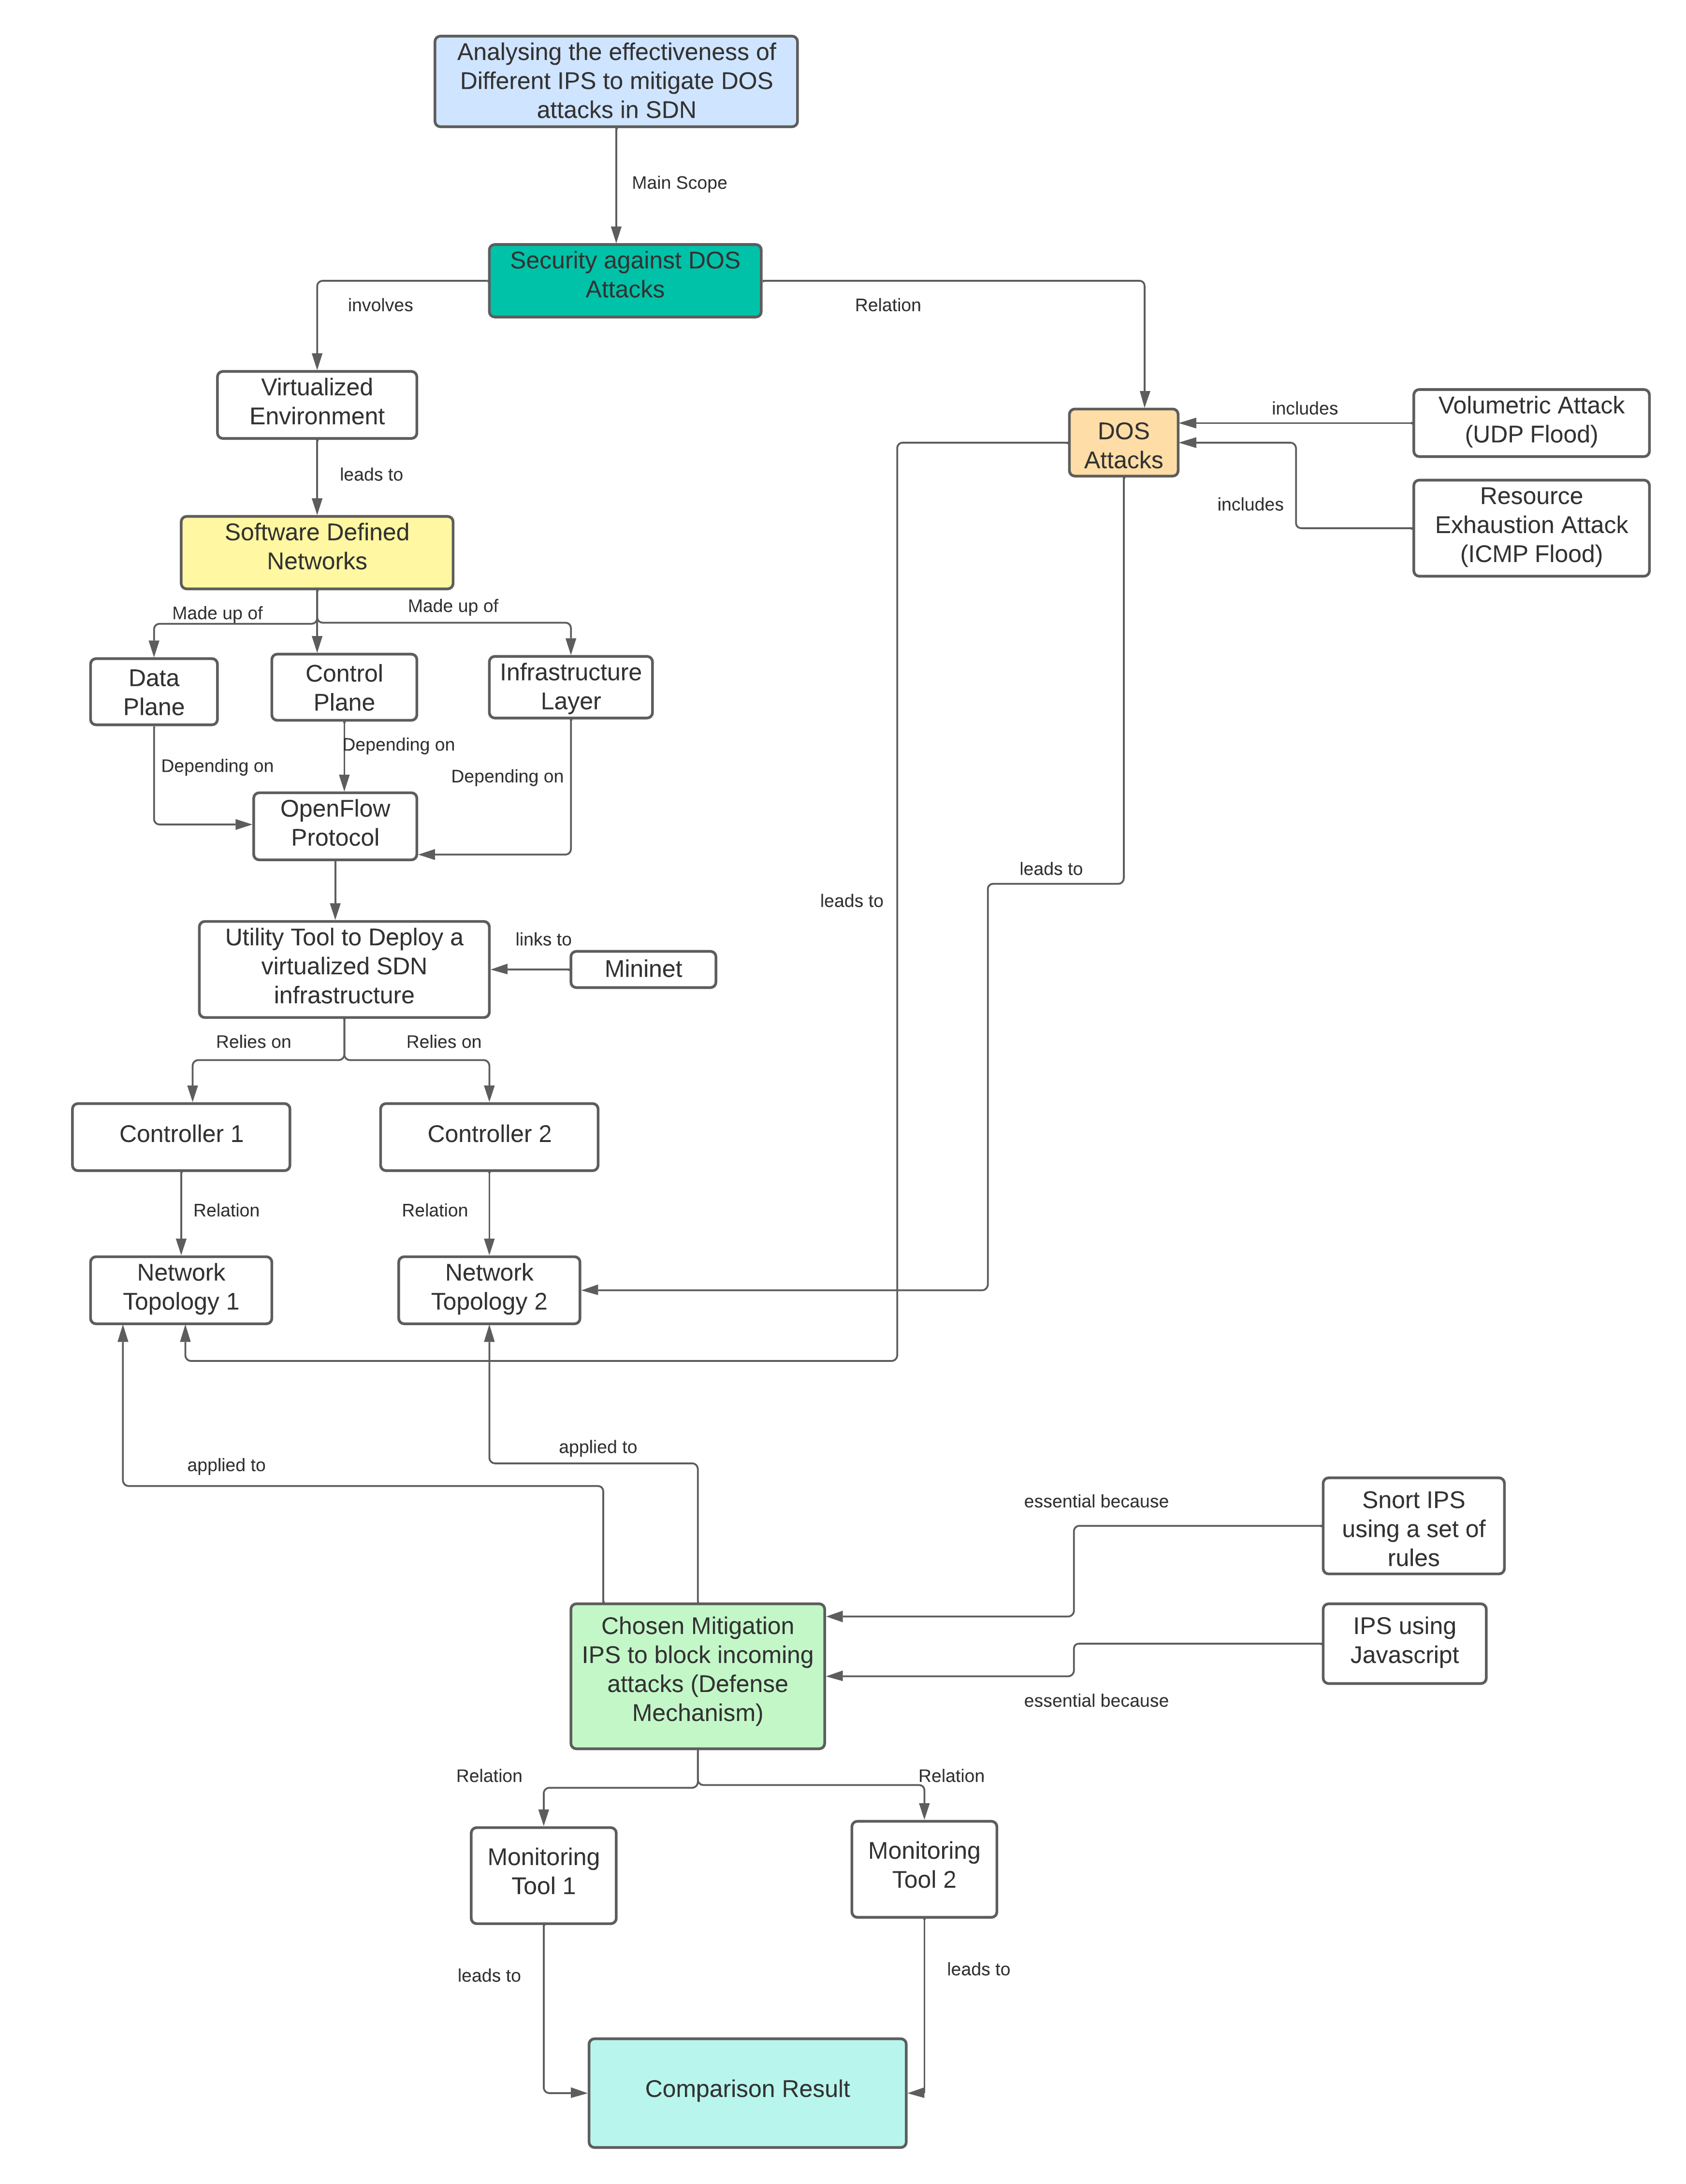 Analysing the effectiveness of
Different IPS to mitigate DOS
attacks in SDN
Main Scope
Security against DOS
Attacks
involves
Relation
Virtualized
Environment
DOS
Attacks
includes
Volumetric Attack
(UDP Flood)
includes
Resource
Exhaustion Attack
(ICMP Flood)
leads to
Software Defined
Networks
Made up of
Made up of
Data
Plane
Control
Plane
Infrastructure
Layer
Depending on
Depending on
Depending on
OpenFlow
Protocol
leads to
leads to
Utility Tool to Deploy a
virtualized SDN
infrastructure
links to
Mininet
Relies on
Relies on
Controller 1
Controller 2
Relation
Relation
Network
Topology 1
Network
Topology 2
applied to
applied to
essential because
Snort IPS
using a set of
rules
Chosen Mitigation
IPS to block incoming
attacks (Defense
Mechanism)
IPS using
Javascript
essential because
Relation
Relation
Monitoring
Tool 1
Monitoring
Tool 2
leads to
leads to
Comparison Result